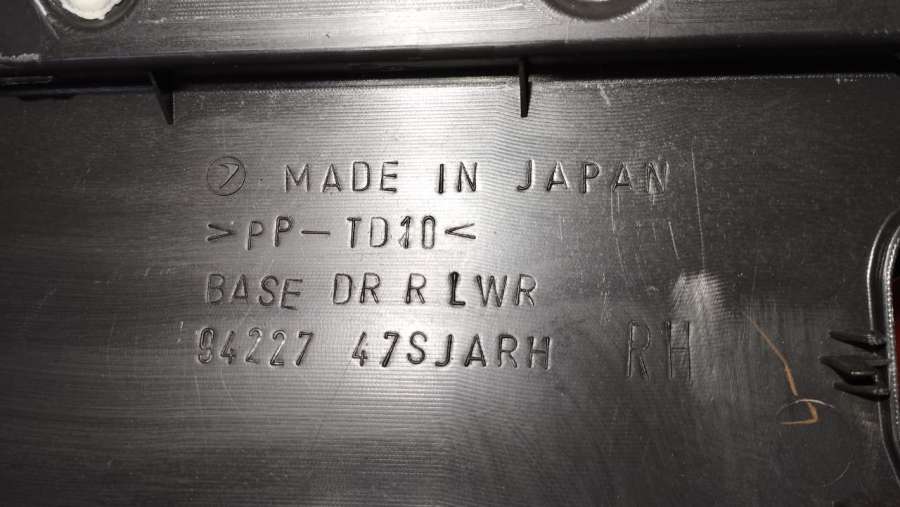 MADE IN JAPAN
>PP-TD10<
BASE DR R LWR
94227 47SJARH RH